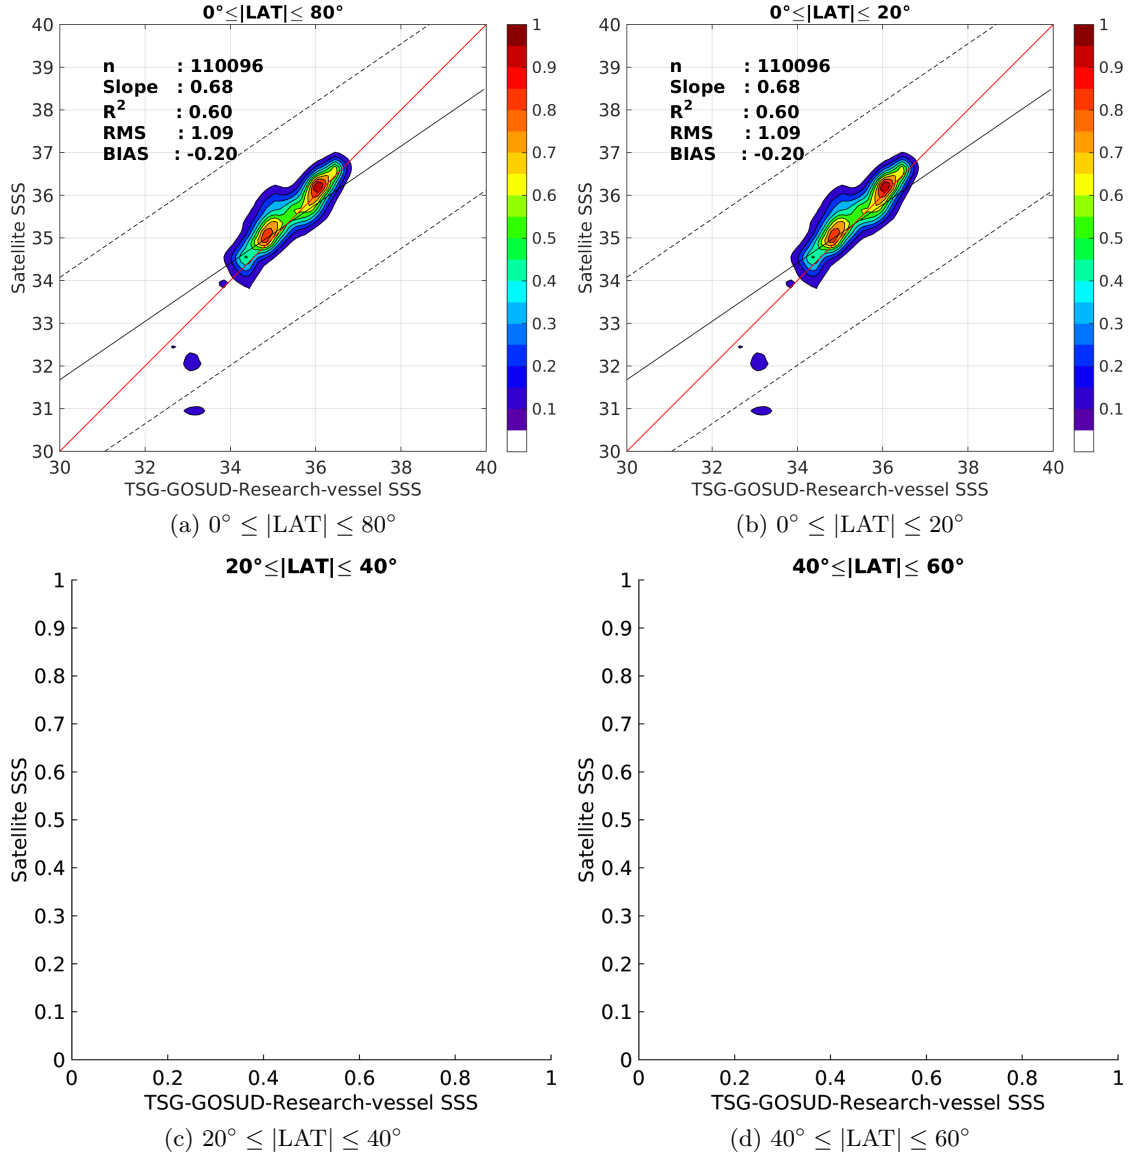 0°≤|LAT|≤ 80°
40
39
38
37
36
35
34
33
32
31
30
n : 110096
Slope : 0.68
R2 : 0.60
RMS : 1.09
BIAS : -0.20
Satellite SSS
30 32 34 36 38 40
TSG-GOSUD-Research-vessel SSS
1
0.9
0.8
0.7
0.6
0.5
0.4
0.3
0.2
0.1
(a) 0° ≤ |LAT| ≤ 80°
0°≤|LAT|≤ 20°
40
39
38
37
36
35
34
33
32
31
30
n : 110096
Slope : 0.68
R2 : 0.60
RMS : 1.09
BIAS : -0.20
Satellite SSS
30 32 34 36 38 40
TSG-GOSUD-Research-vessel SSS
1
0.9
0.8
0.7
0.6
0.5
0.4
0.3
0.2
0.1
(b) 0° ≤ |LAT| ≤ 20°
20°≤|LAT|≤ 40°
1
0.9
0.8
0.7
0.6
0.5
0.4
0.3
0.2
0.1
0
Satellite SSS
0 0.2 0.4 0.6 0.8 1
TSG-GOSUD-Research-vessel SSS
(c) 20° ≤ |LAT| ≤ 40°
40°≤|LAT|≤ 60°
1
0.9
0.8
0.7
0.6
0.5
0.4
0.3
0.2
0.1
0
Satellite SSS
0 0.2 0.4 0.6 0.8 1
TSG-GOSUD-Research-vessel SSS
(d) 40° ≤ |LAT| ≤ 60°